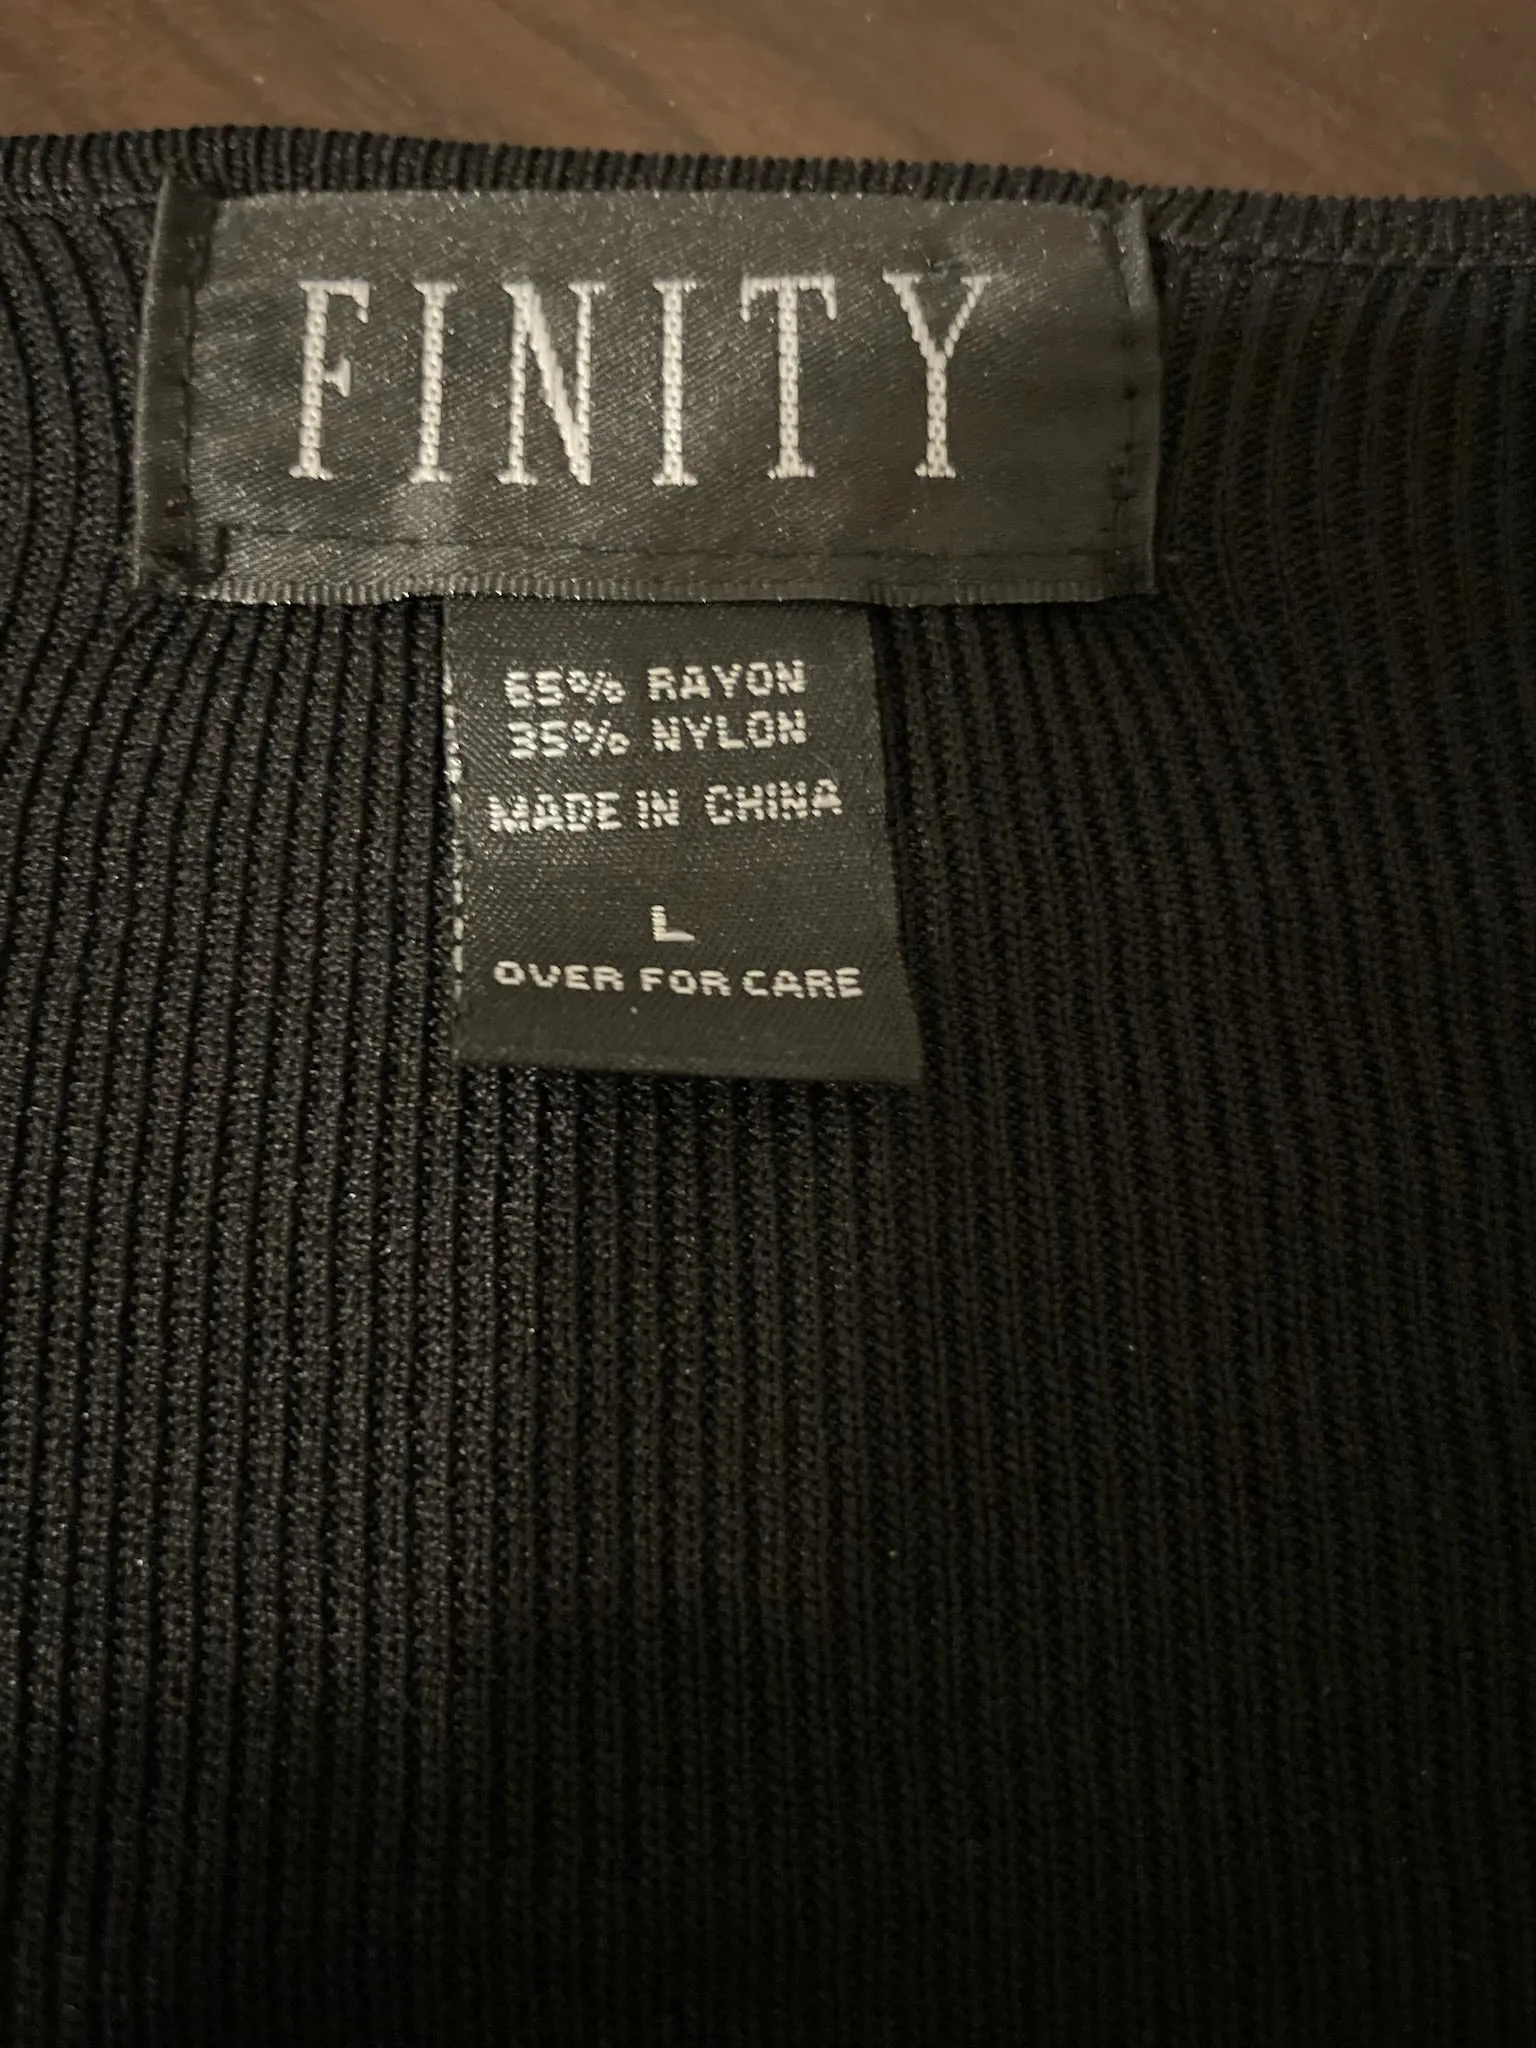 FINITY
65% RAYON
35% NYLON
MADE IN CHINA
L
OVER FOR CARE